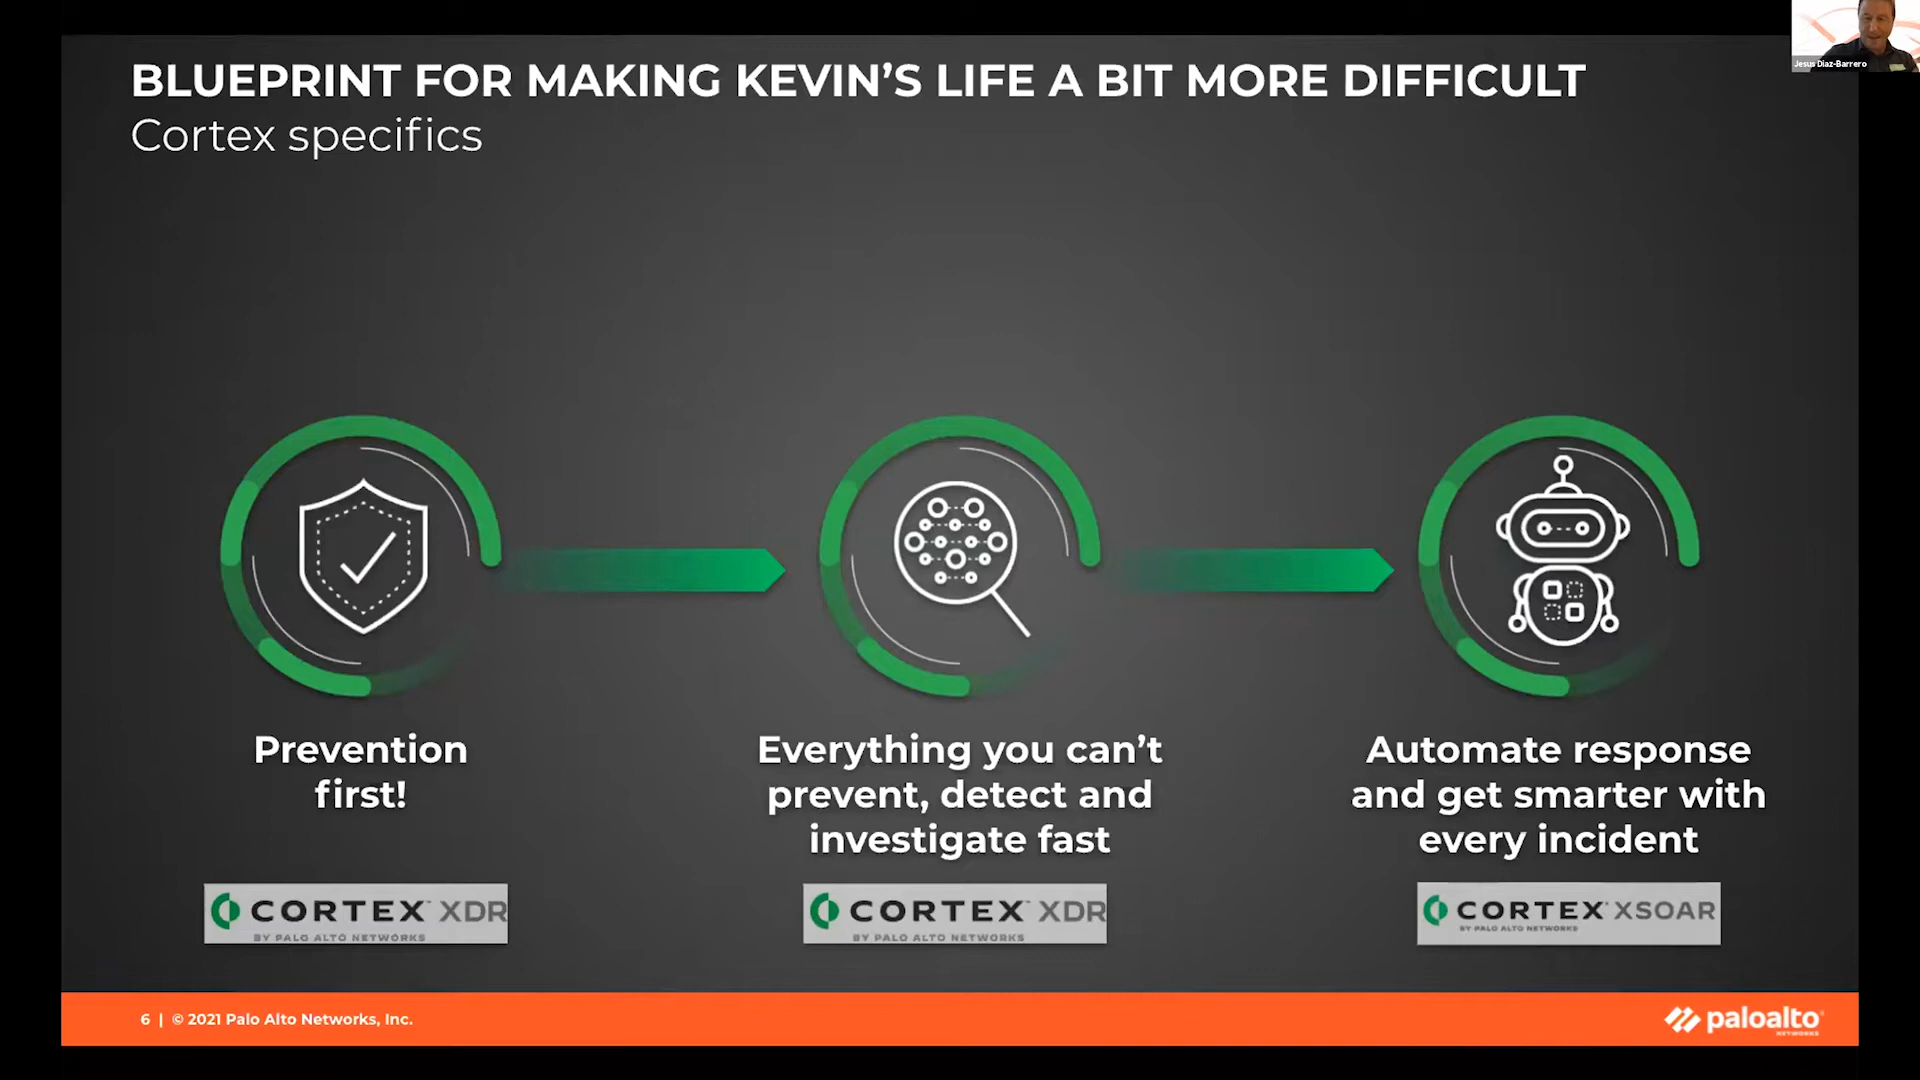 BLUEPRINT FOR MAKING KEVIN’S LIFE A BIT MORE DIFFICULT
Cortex specifics
Jesus Diaz-Barrero
Prevention
first!
CORTEX XDR
BY PALO ALTO NETWORKS
Everything you can’t
prevent, detect and
investigate fast
CORTEX XDR
BY PALO ALTO NETWORKS
Automate response
and get smarter with
every incident
CORTEX XSOAR
BY PALO ALTO NETWORKS
6 | © 2021 Palo Alto Networks, Inc.
paloalto
NETWORKS